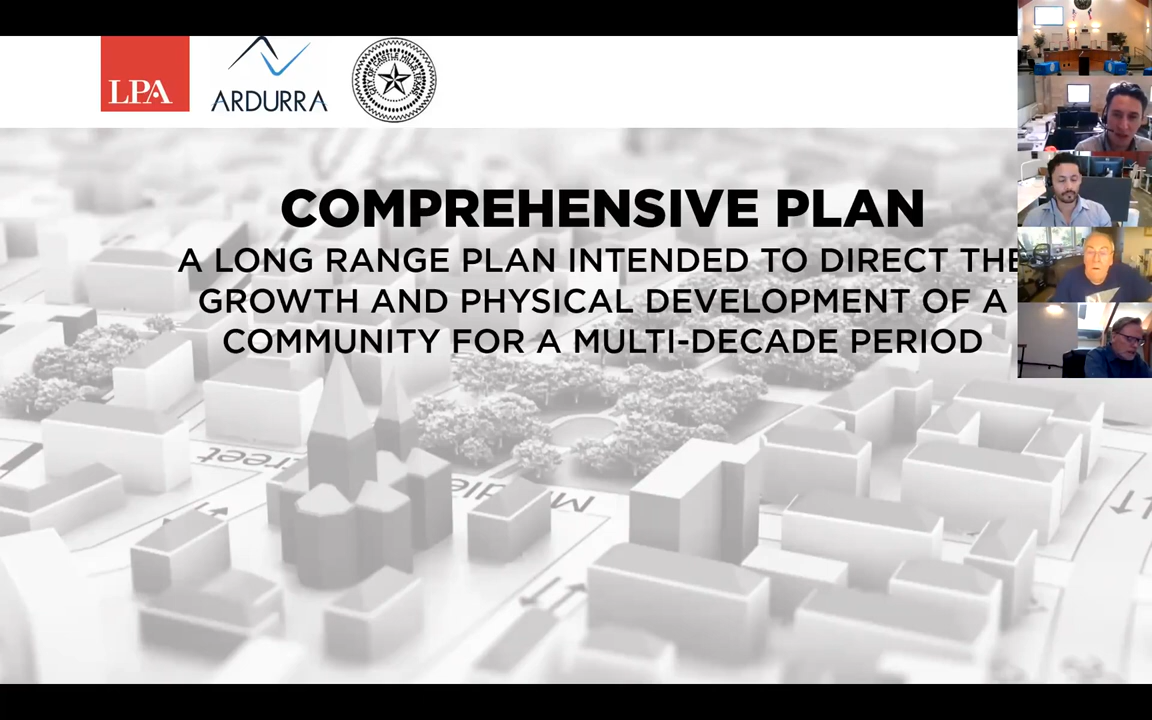 LPA
ARDURRA
COMPREHENSIVE PLAN
A LONG RANGE PLAN INTENDED TO DIRECT THE
GROWTH AND PHYSICAL DEVELOPMENT OF A
COMMUNITY FOR A MULTI-DECADE PERIOD